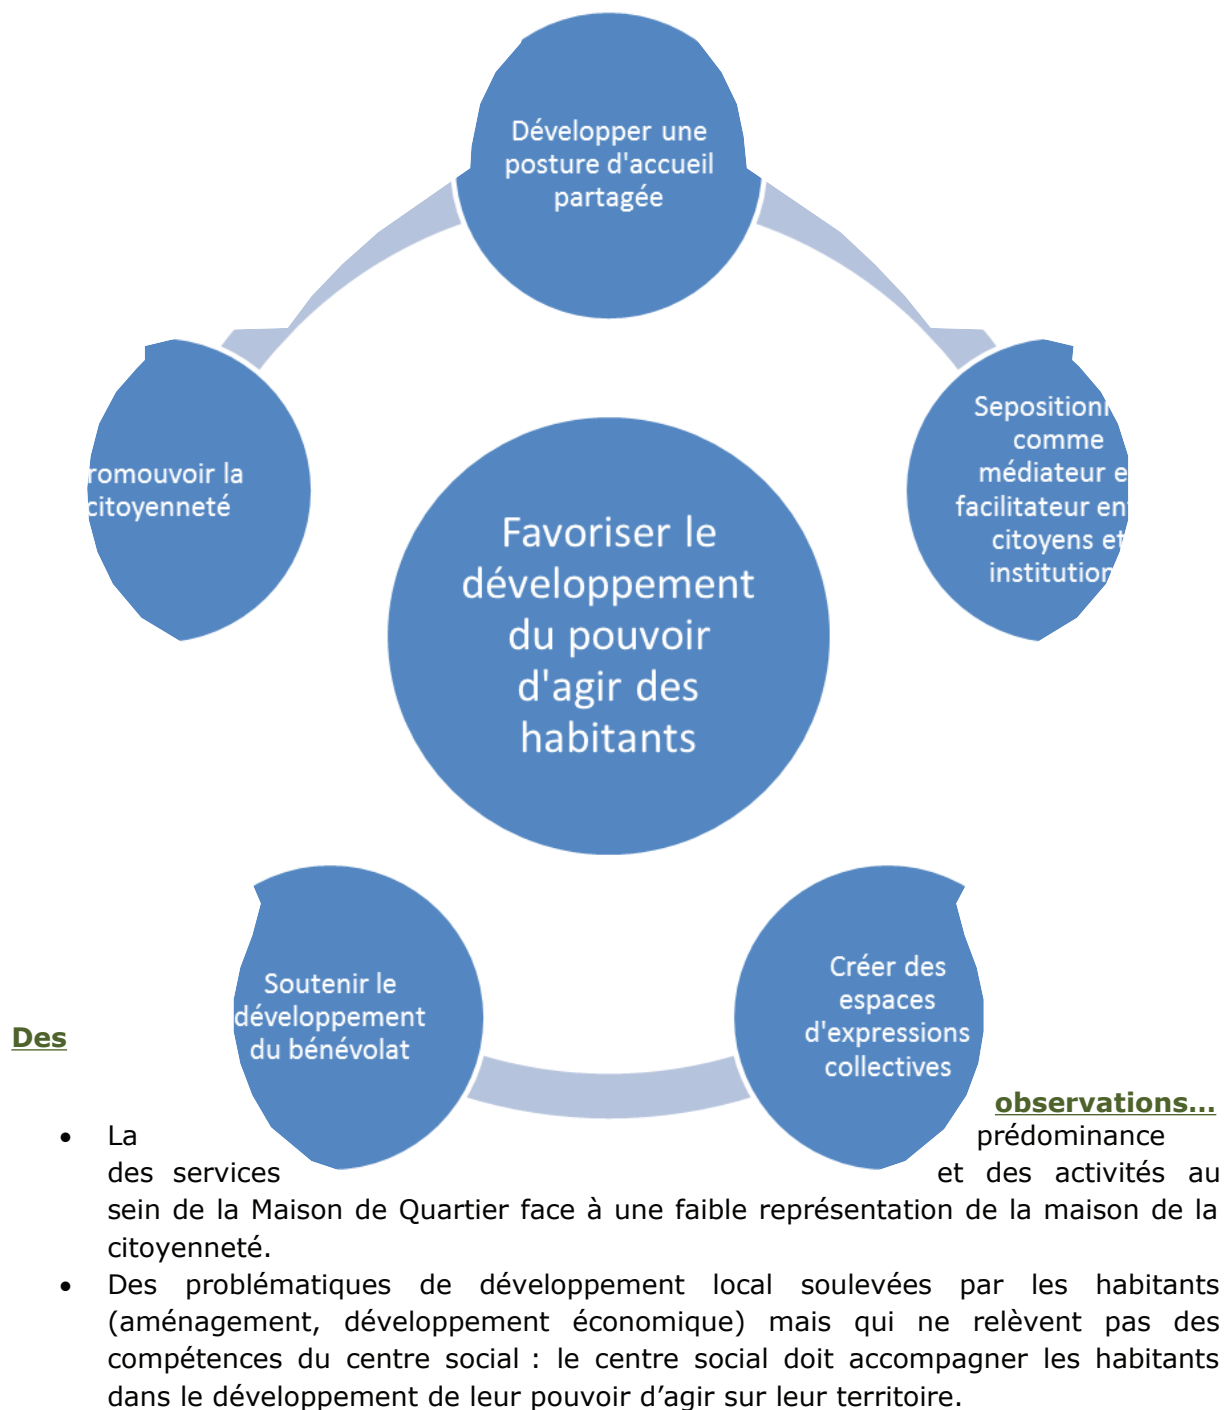 Développer une
posture d'accueil
partagée
romouvoir la
citoyenneté
Sepositionn
comme
médiateur e
facilitateur en
citoyens et
institution
Favoriser le
développement
du pouvoir
d'agir des
habitants
Soutenir le
développement
du bénévolat
Créer des
espaces
d'expressions
collectives
Des
observations...
• La prédominance
des services et des activités au
sein de la Maison de Quartier face à une faible représentation de la maison de la
citoyenneté.
• Des problématiques de développement local soulevées par les habitants
(aménagement, développement économique) mais qui ne relèvent pas des
compétences du centre social : le centre social doit accompagner les habitants
dans le développement de leur pouvoir d’agir sur leur territoire.